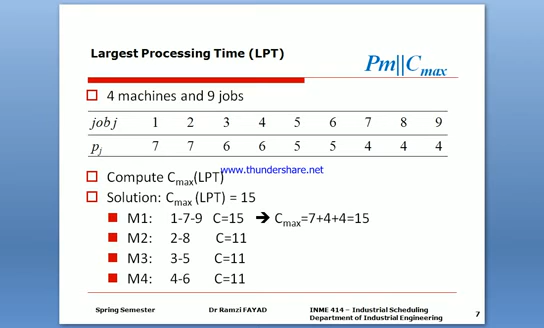 Largest Processing Time (LPT)
Pm||Cmax
4 machines and 9 jobs
job j 1 2 3 4 5 6 7 8 9
pj 7 7 6 6 5 5 4 4 4
www.thundershare.net
Compute Cmax(LPT)
Solution: Cmax (LPT) = 15
M1: 1-7-9 C=15 → Cmax=7+4+4=15
M2: 2-8 C=11
M3: 3-5 C=11
M4: 4-6 C=11
Spring Semester Dr Ramzi FAYAD INME 414 – Industrial Scheduling
Department of Industrial Engineering 7